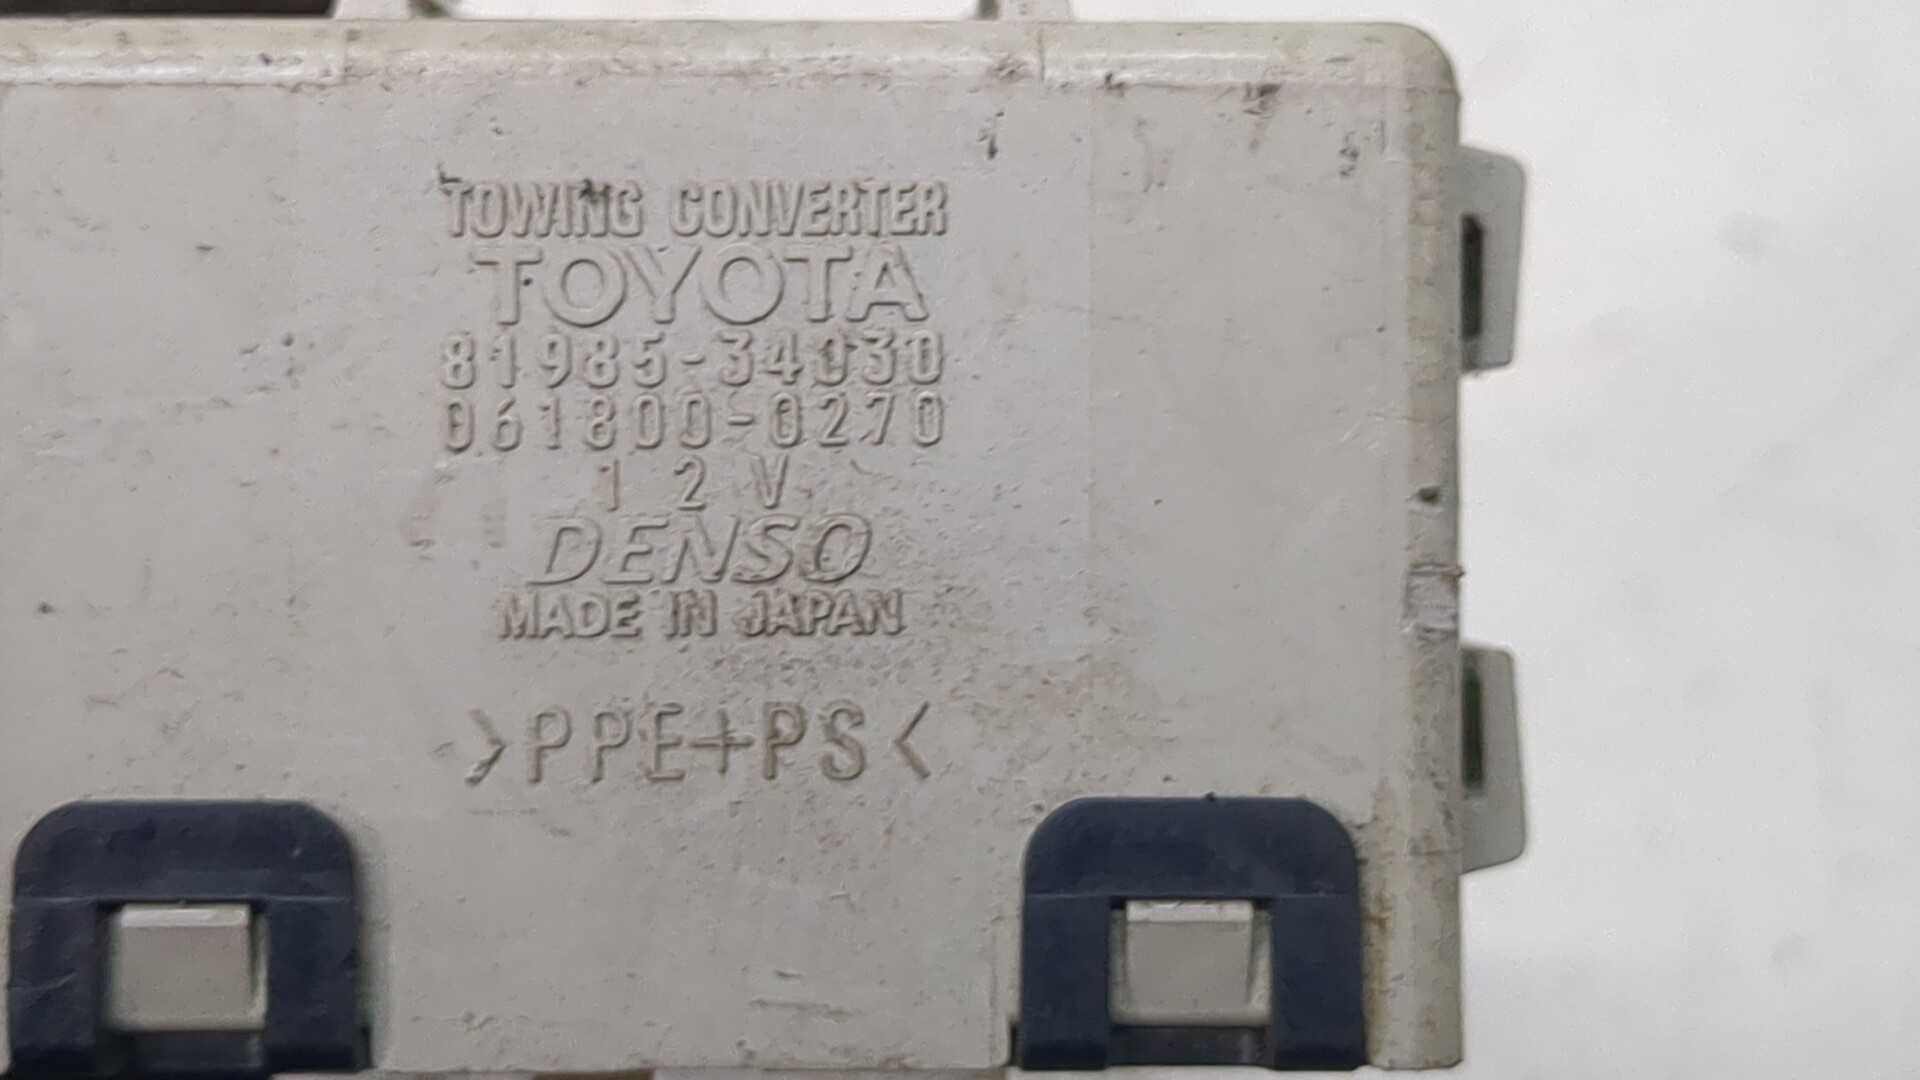 TOWING CONVERTER
TOYOTA
81985-34030
061800-0270
12V
DENSO
MADE IN JAPAN
>PPE+PS<